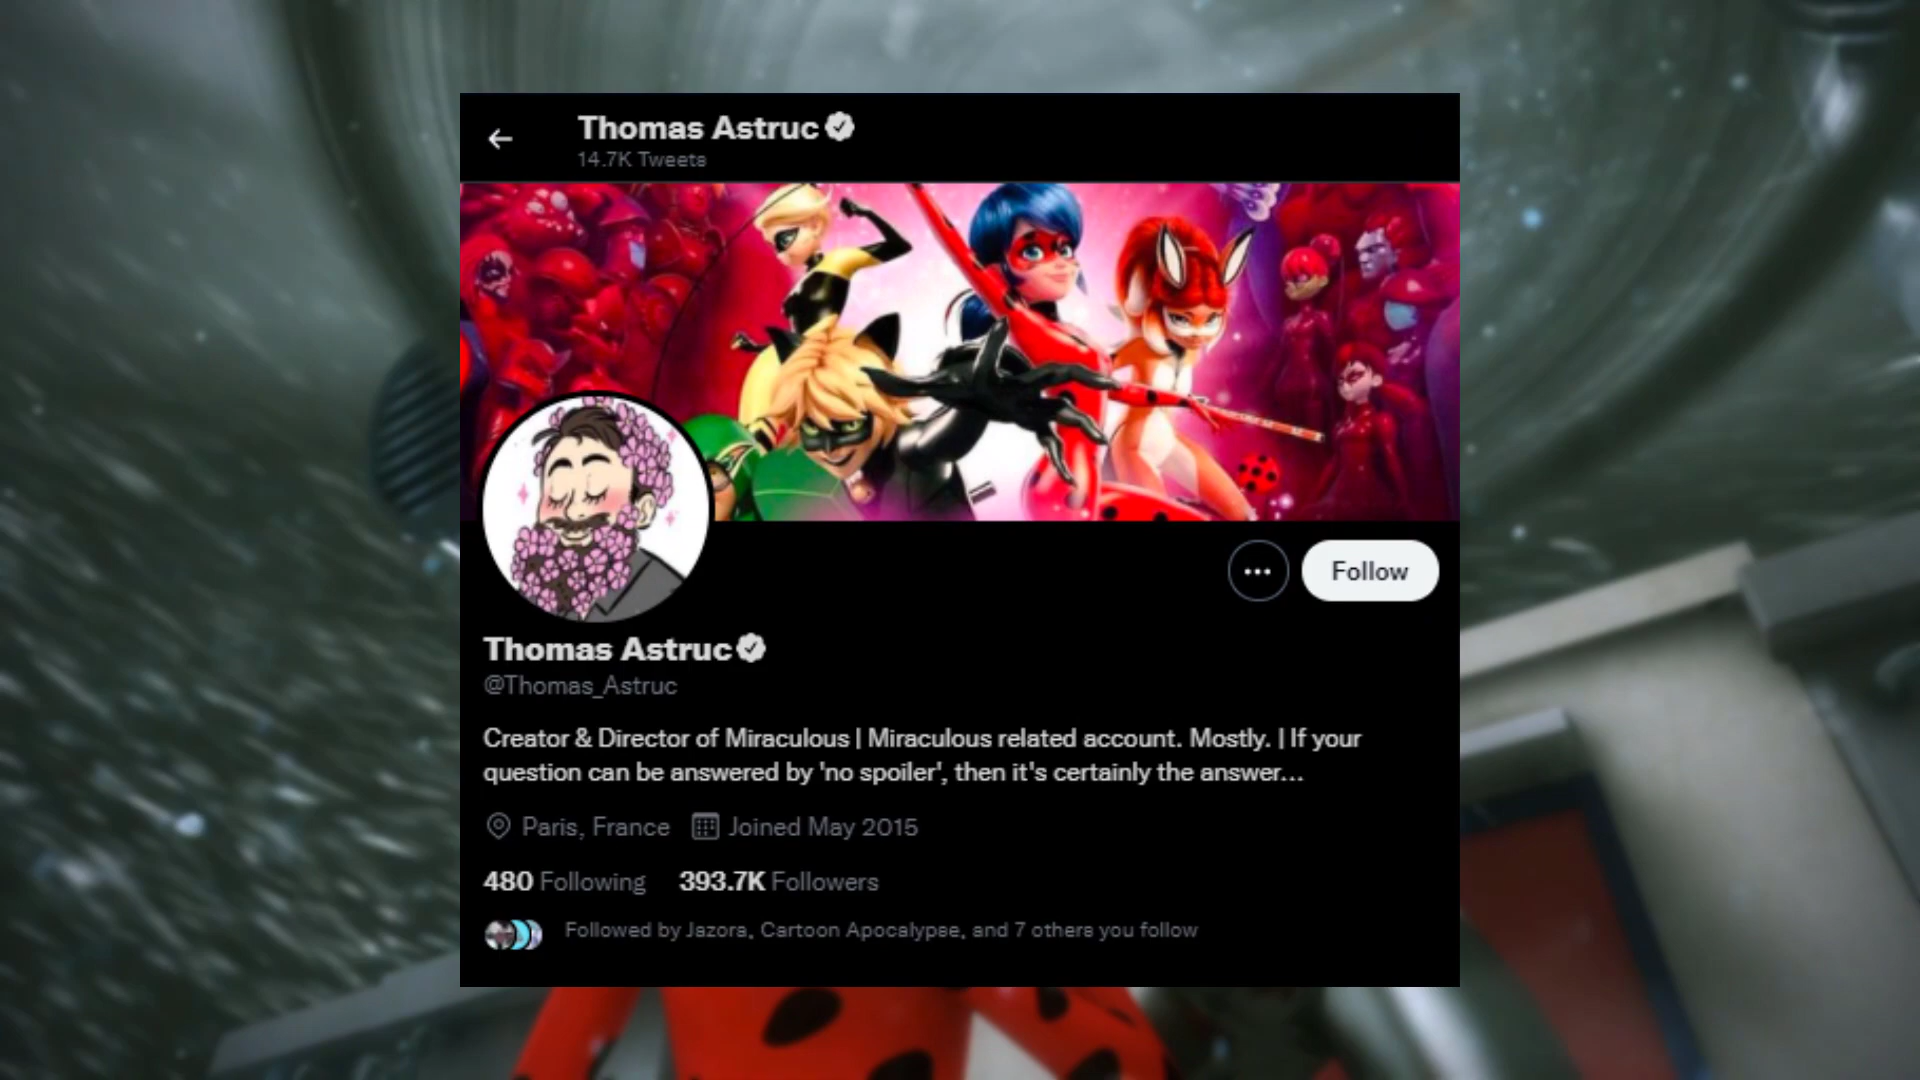 Thomas Astruc
14.7K Tweets
Follow
Thomas Astruc
@Thomas_Astruc
Creator & Director of Miraculous | Miraculous related account. Mostly. | If your
question can be answered by 'no spoiler', then it's certainly the answer...
Paris, France Joined May 2015
480 Following 393.7K Followers
Followed by Jazora, Cartoon Apocalypse, and 7 others you follow